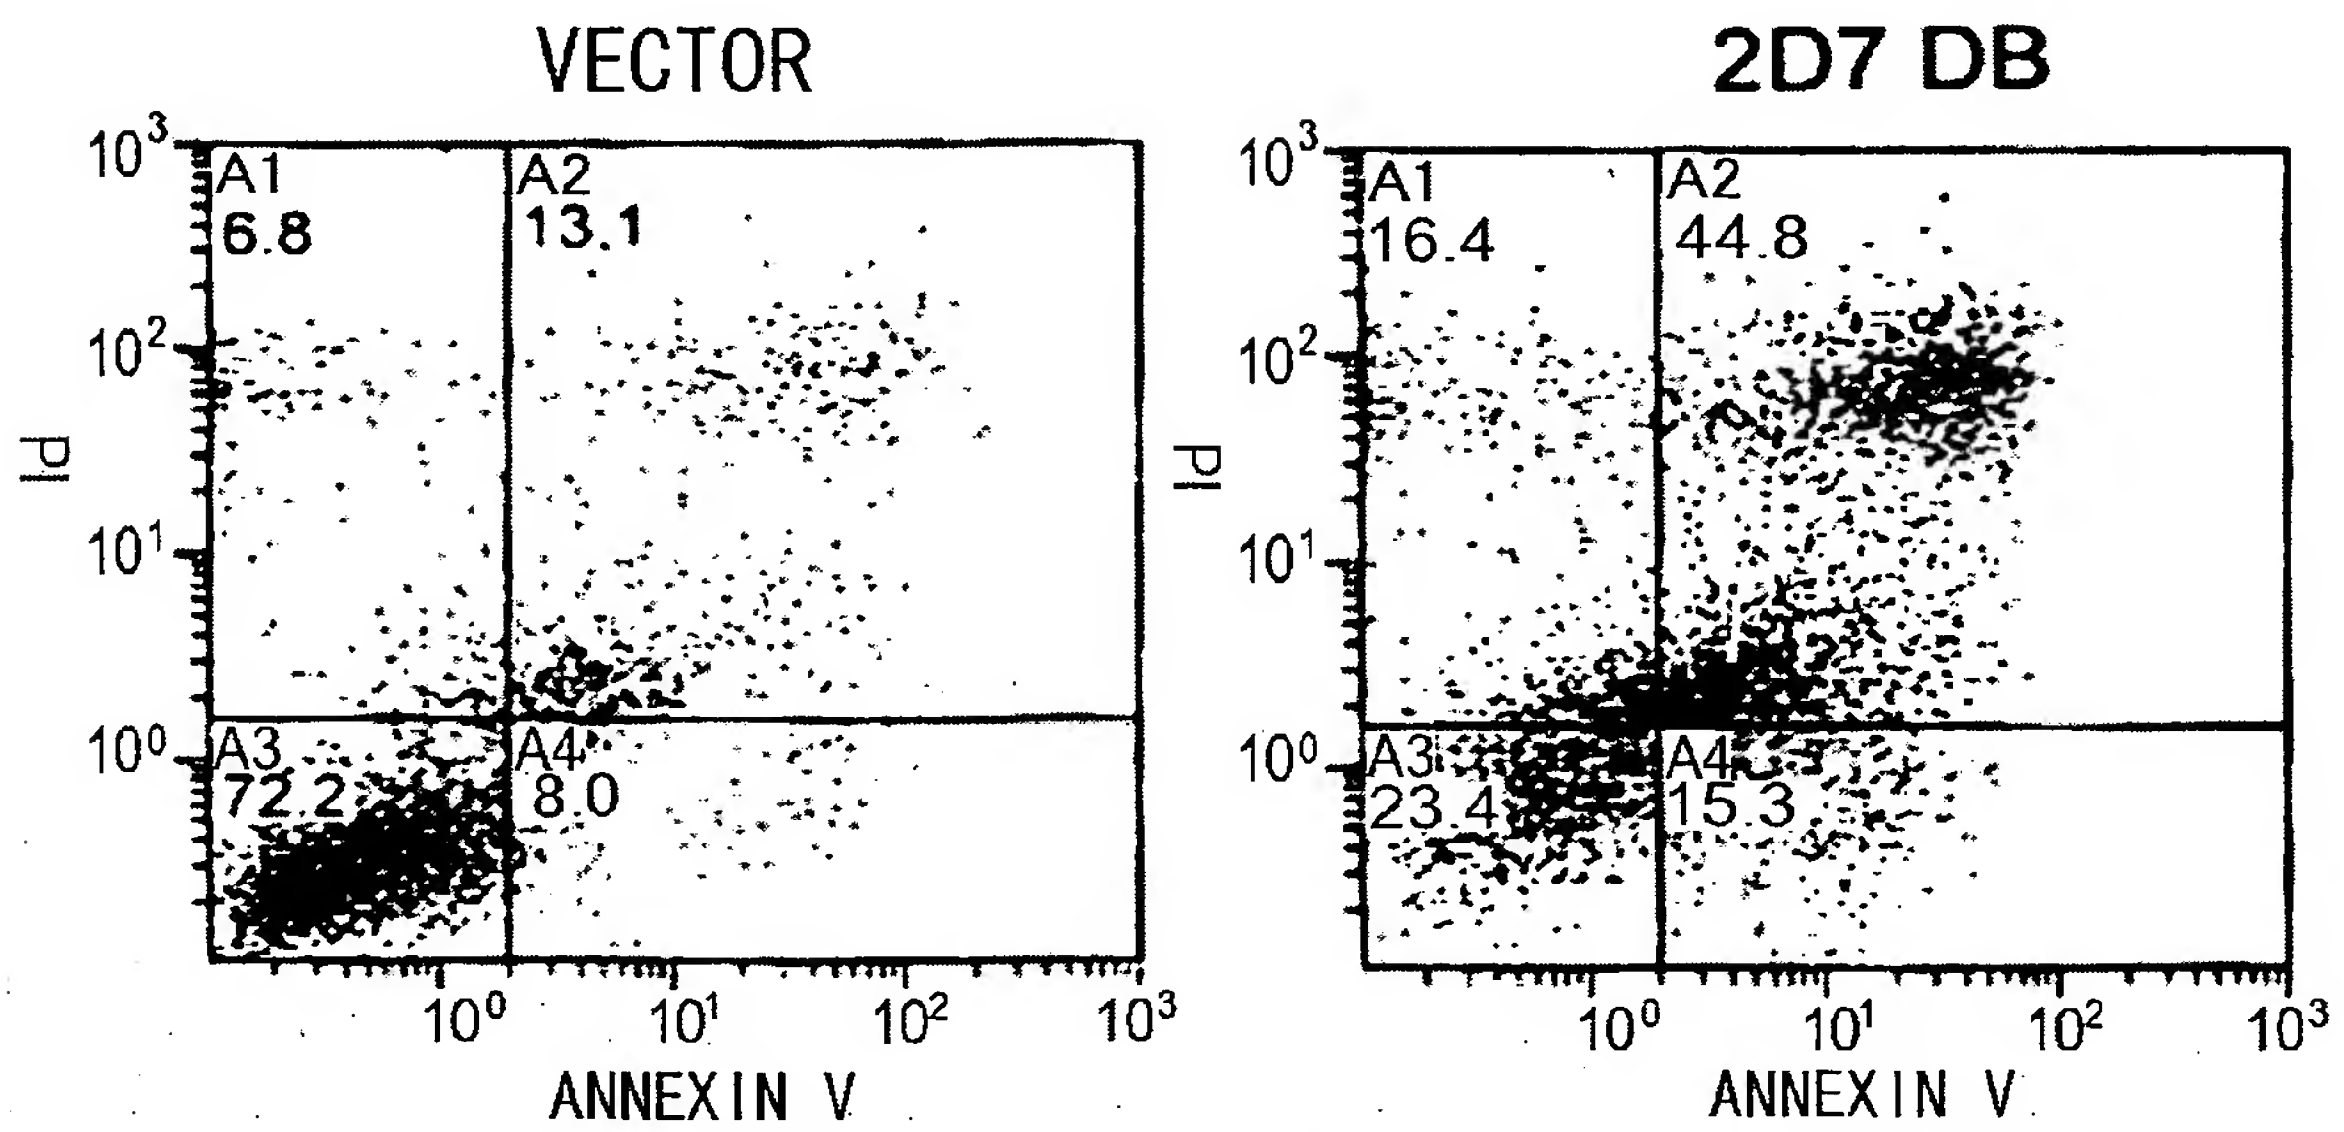 VECTOR
10³
A1
6.8
A2
13.1
10²
PI
10¹
10⁰
A3
72.2
A4
8.0
10⁰ 10¹ 10² 10³
ANNEXIN V
2D7 DB
10³
A1
16.4
A2
44.8
10²
PI
10¹
10⁰
A3
23.4
A4
15.3
10⁰ 10¹ 10² 10³
ANNEXIN V